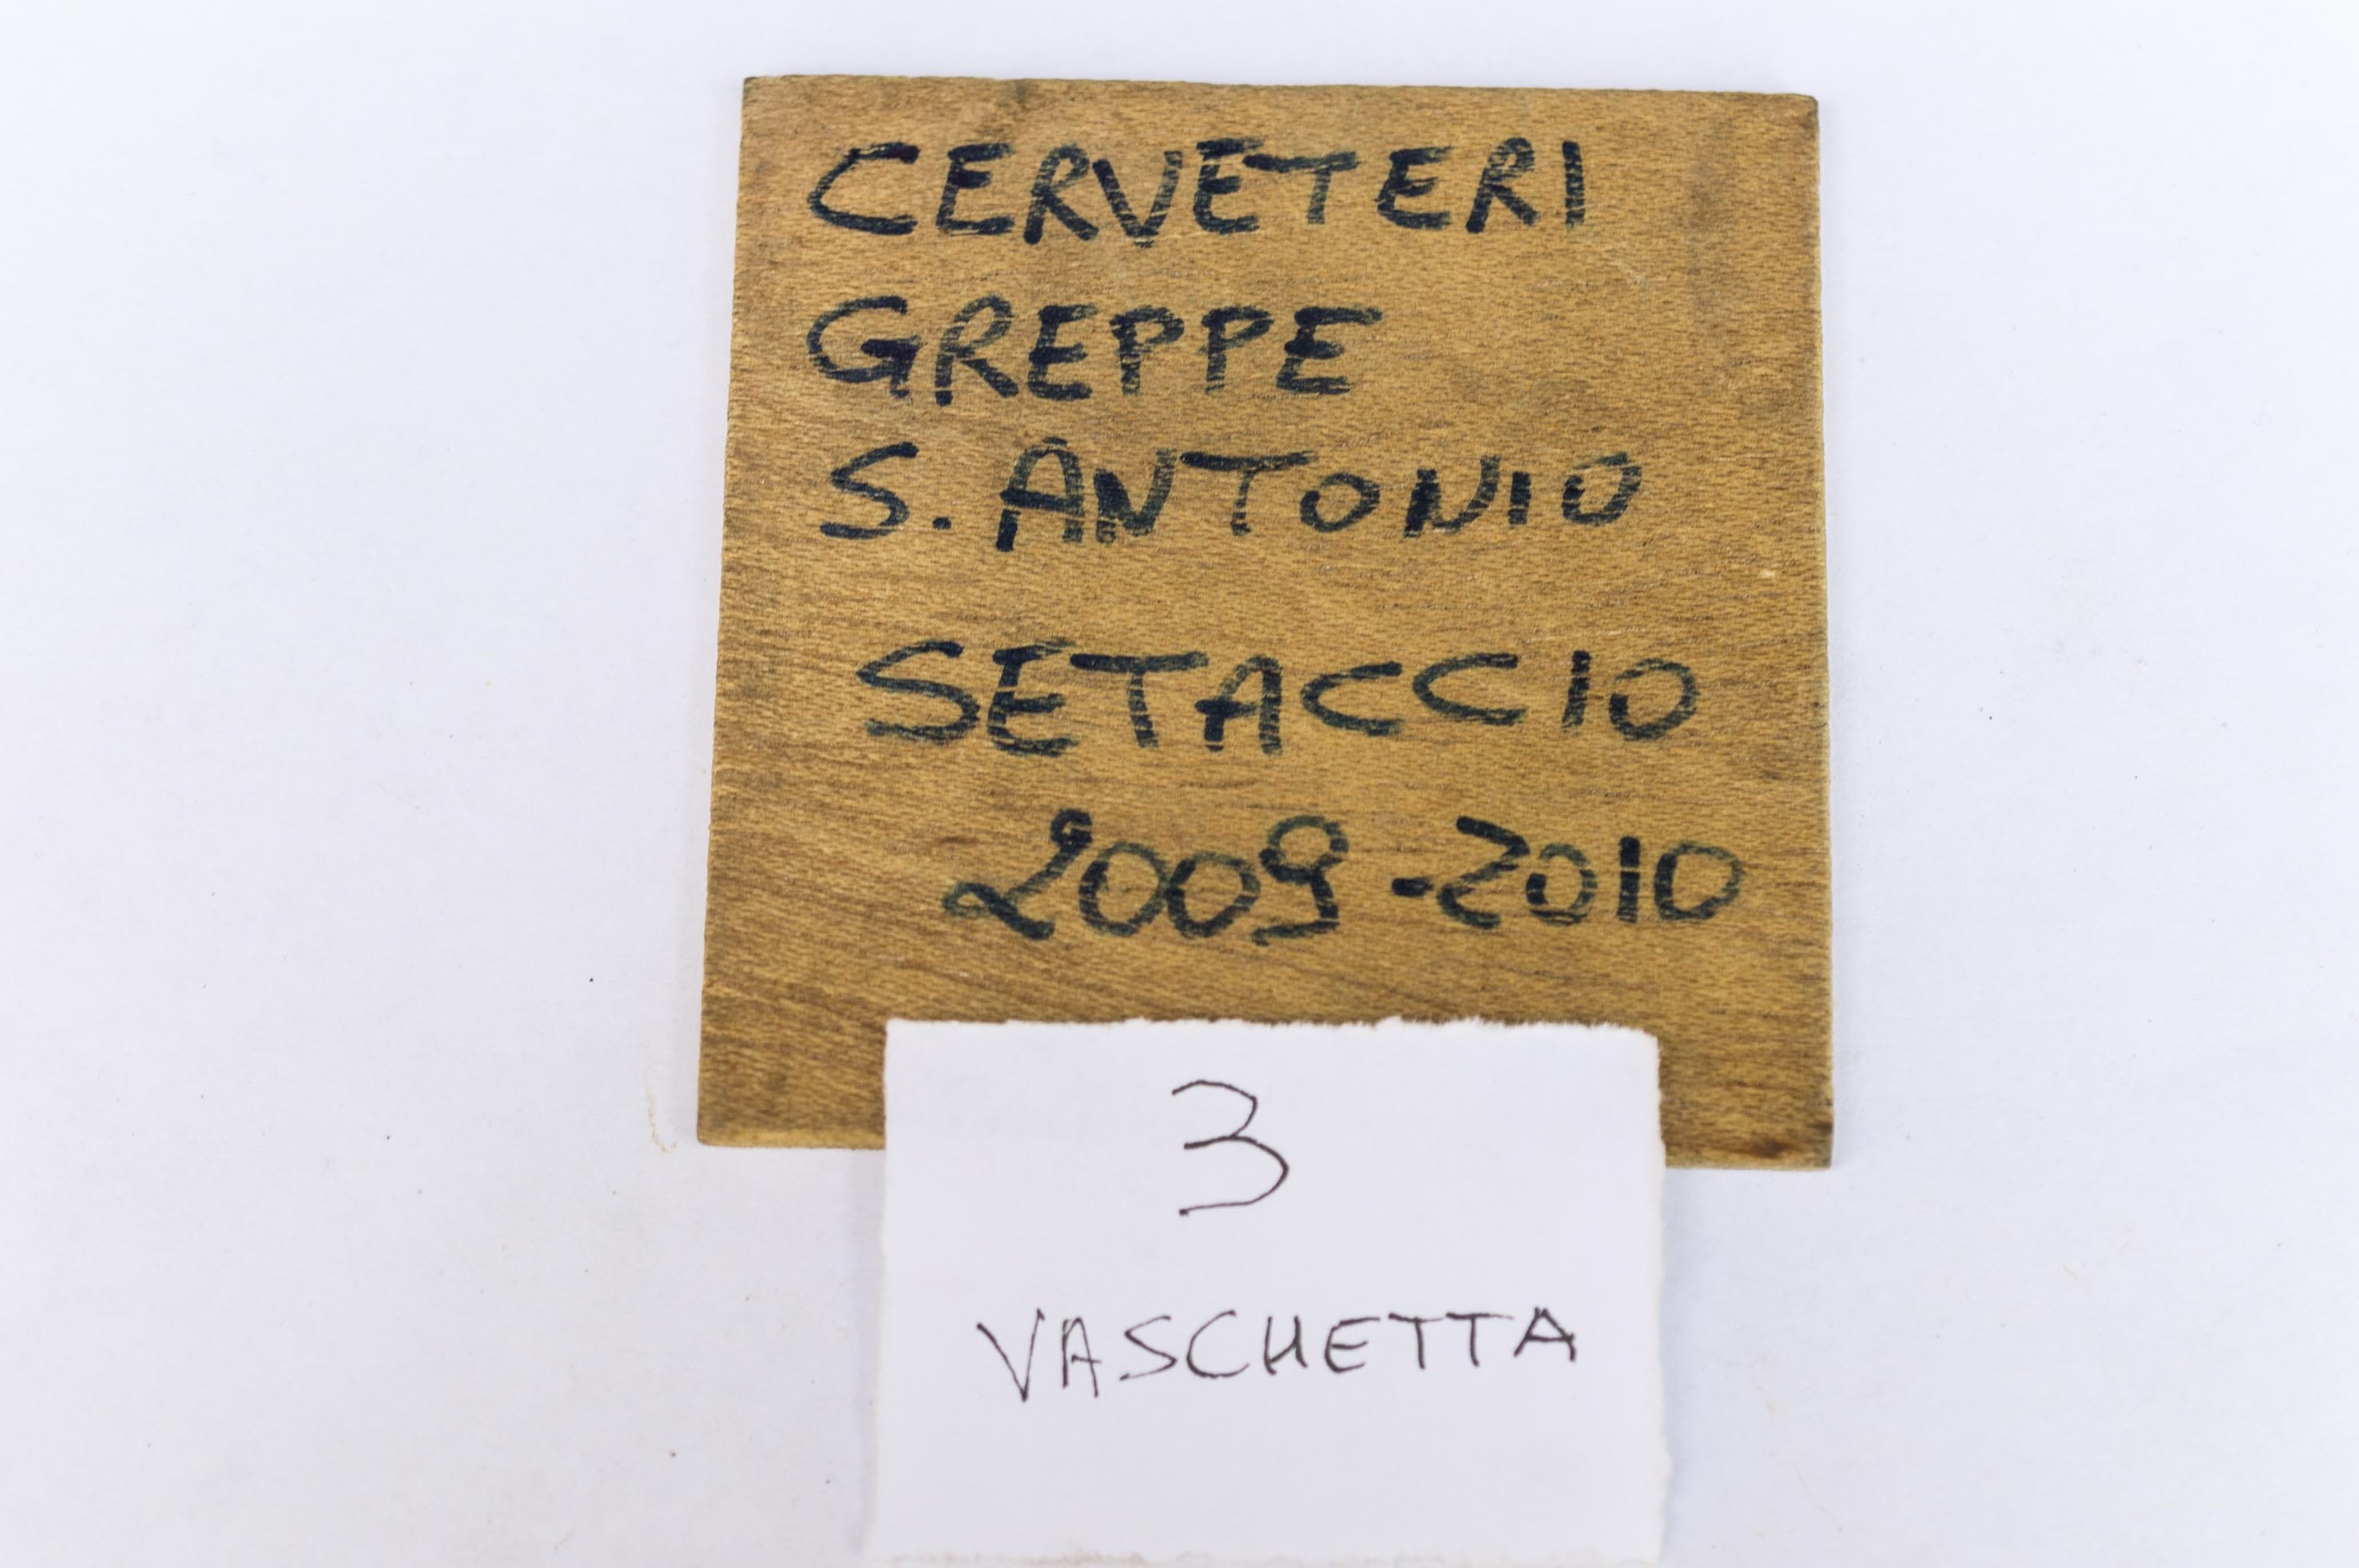 CERVETERI
GREPPE
S. ANTONIO
SETACCIO
2009-2010
3
VASCHETTA